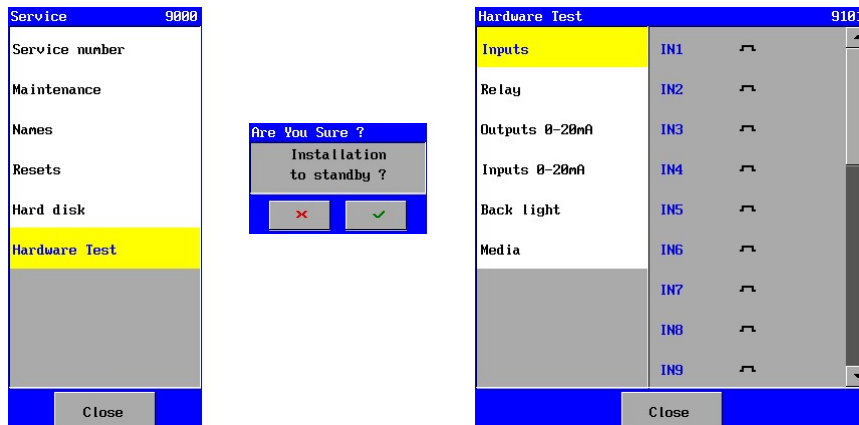 Service 9000
Service number
Maintenance
Names
Resets
Hard disk
Hardware Test
Close
Are You Sure ?
Installation
to standby ?
Hardware Test 9101
Inputs
Relay
Outputs 0-20mA
Inputs 0-20mA
Back light
Media
IN1
IN2
IN3
IN4
IN5
IN6
IN7
IN8
IN9
Close